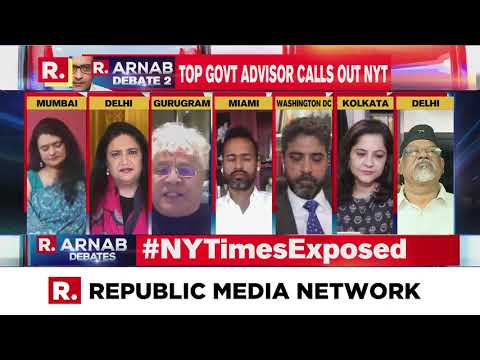 R. R. ARNAB
DEBATE 2
TOP GOVT ADVISOR CALLS OUT NYT
MUMBAI
DELHI
GURUGRAM
MIAMI
WASHINGTON DC
KOLKATA
DELHI
R. ARNAB
DEBATES
#NYTimesExposed
R. REPUBLIC MEDIA NETWORK